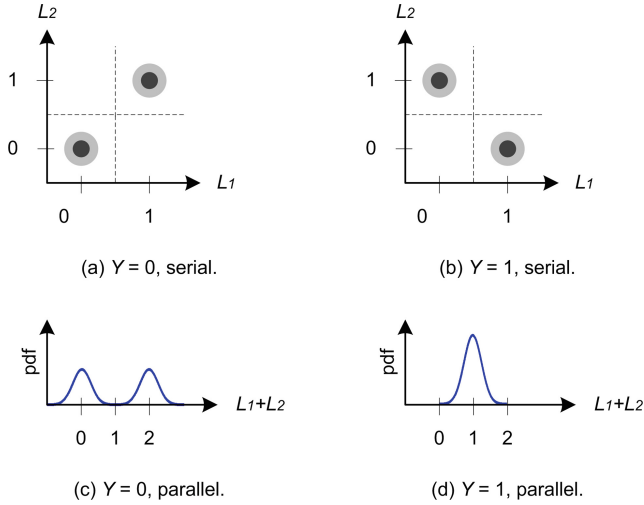 L2
1
0
L1
0
1
(a) Y = 0, serial.
L2
1
0
L1
0
1
(b) Y = 1, serial.
pdf
L1+L2
0 1 2
(c) Y = 0, parallel.
pdf
L1+L2
0 1 2
(d) Y = 1, parallel.